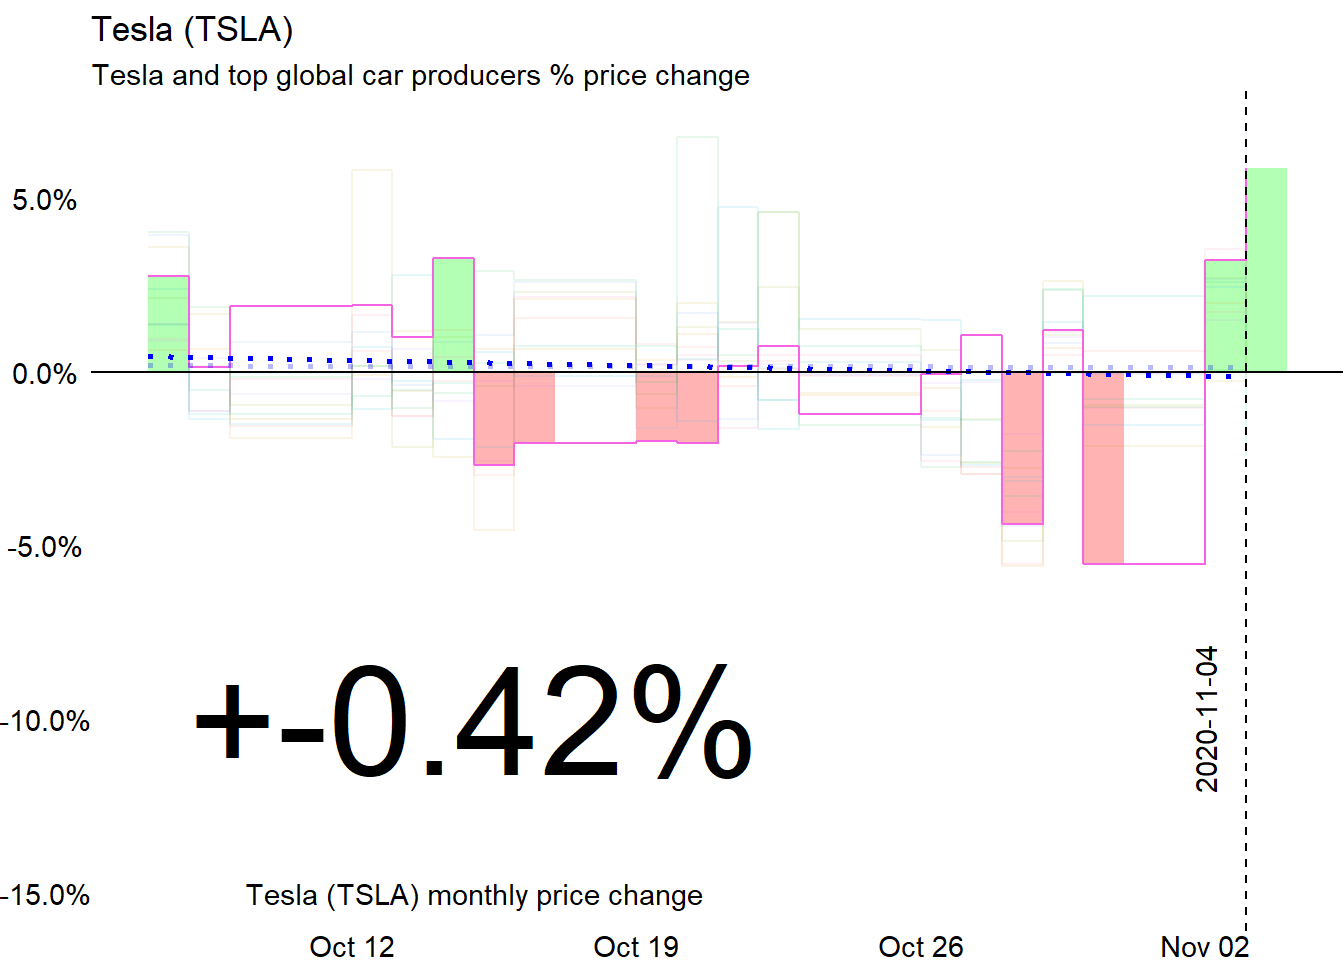 Tesla (TSLA)
Tesla and top global car producers % price change
5.0%
0.0%
-5.0%
-10.0%
-15.0%
+-0.42%
2020-11-04
Tesla (TSLA) monthly price change
Oct 12
Oct 19
Oct 26
Nov 02